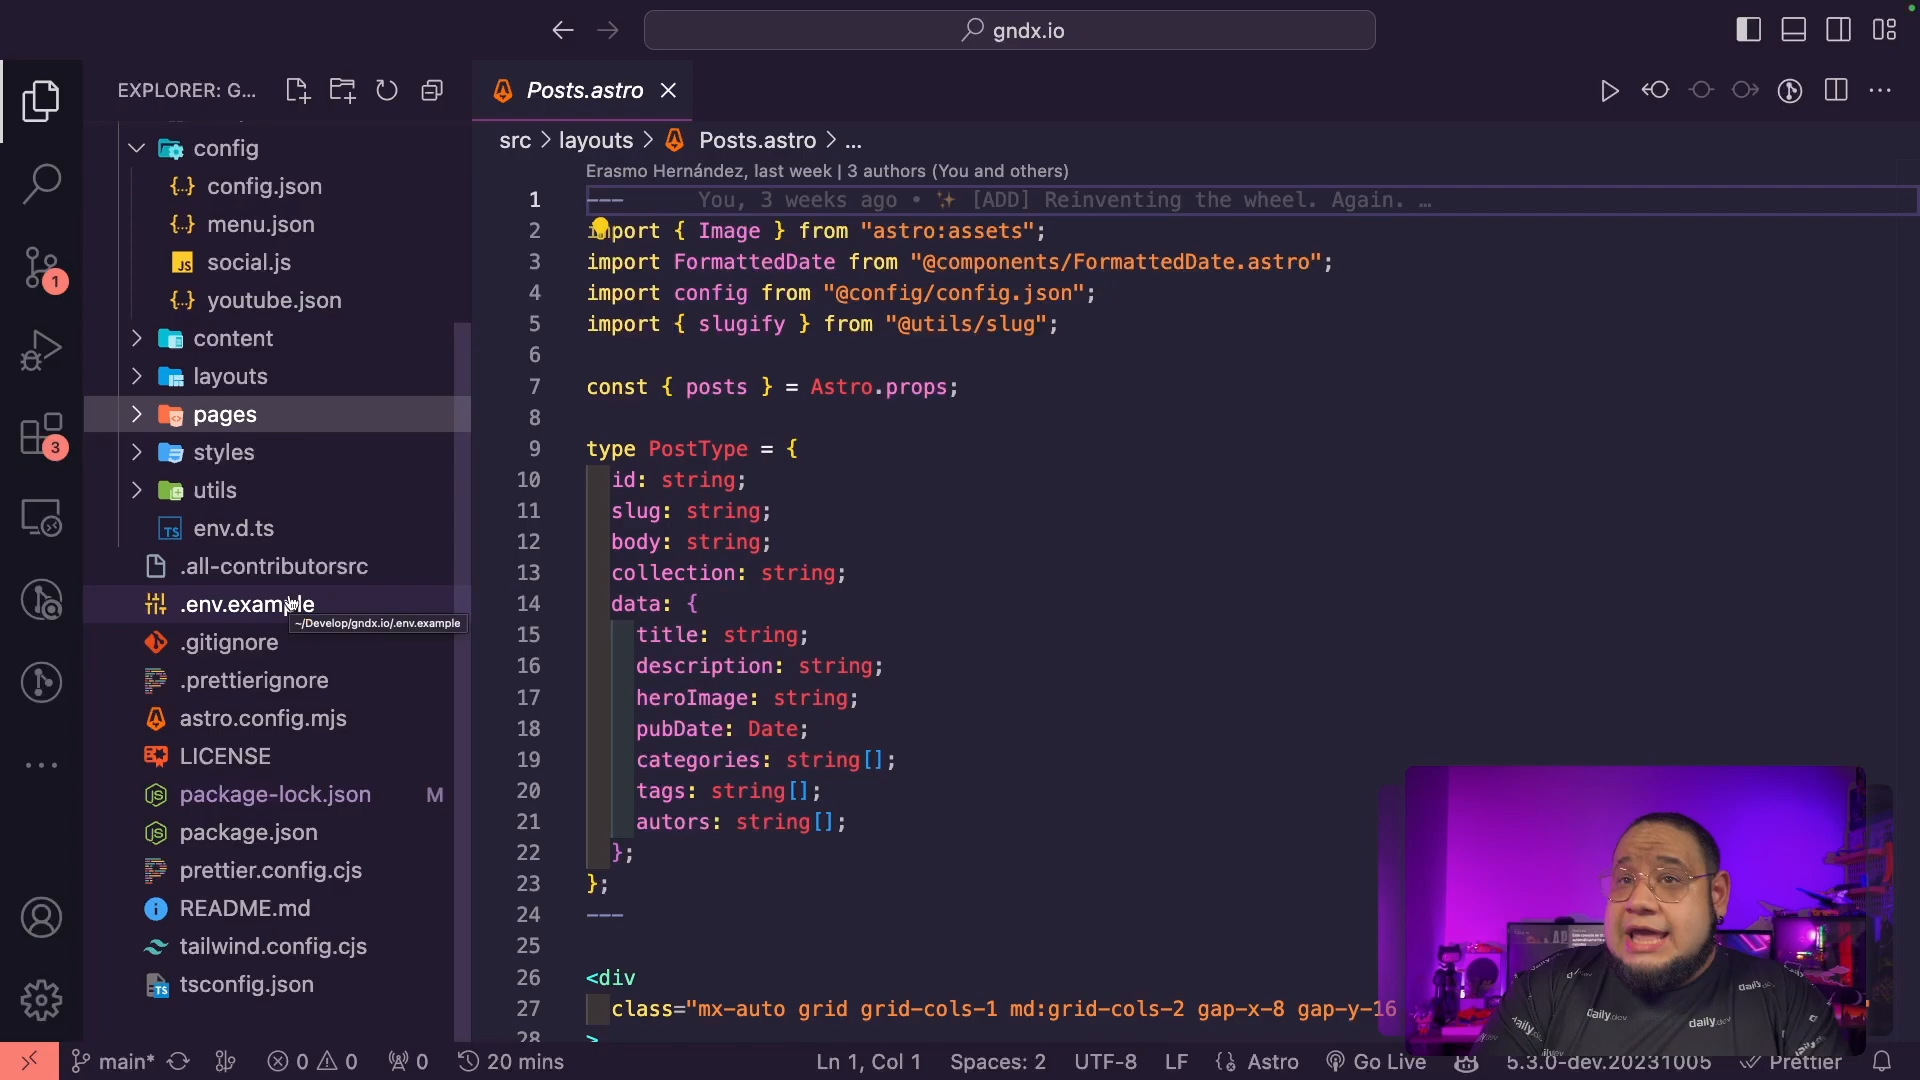 gndx.io
EXPLORER: G...
Posts.astro
src > layouts > Posts.astro > ...
config
config.json
menu.json
social.js
youtube.json
content
layouts
pages
styles
utils
env.d.ts
.all-contributorsrc
.env.example
~/Develop/gndx.io/.env.example
.gitignore
.prettierignore
astro.config.mjs
LICENSE
package-lock.json M
package.json
prettier.config.cjs
README.md
tailwind.config.cjs
tsconfig.json
1
3
Erasmo Hernández, last week | 3 authors (You and others)
1 --- You, 3 weeks ago • ✨ [ADD] Reinventing the wheel. Again. …
2 import { Image } from "astro:assets";
3 import FormattedDate from "@components/FormattedDate.astro";
4 import config from "@config/config.json";
5 import { slugify } from "@utils/slug";
6
7 const { posts } = Astro.props;
8
9 type PostType = {
10 id: string;
11 slug: string;
12 body: string;
13 collection: string;
14 data: {
15 title: string;
16 description: string;
17 heroImage: string;
18 pubDate: Date;
19 categories: string[];
20 tags: string[];
21 autors: string[];
22 };
23 };
24 ---
25
26 <div
27 class="mx-auto grid grid-cols-1 md:grid-cols-2 gap-x-8 gap-y-16
28 >
daily.dev
daily.dev
daily.dev
main* 0 0 0 20 mins Ln 1, Col 1 Spaces: 2 UTF-8 LF {} Astro Go Live 5.3.0-dev.20231005 Prettier